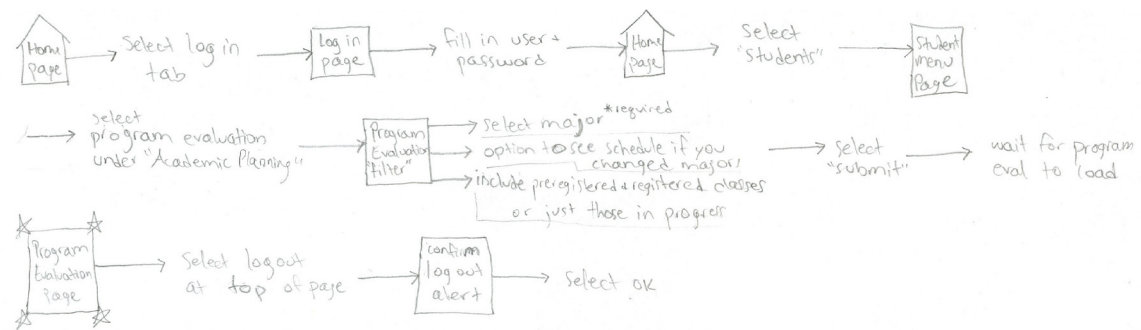 Home
page
Select log in
tab
Log in
page
fill in user +
password
Home
page
Select
"Students"
Student
menu
Page
select
program evaluation
under "Academic Planning"
Program
Evaluation
"filter"
select major *required
option to see schedule if you
changed major!
include preregistered + registered classes
or just those in progress
select
"submit"
wait for program
eval to load
Program
Evaluation
Page
Select logout
at top of page
confirm
log out
alert
Select OK